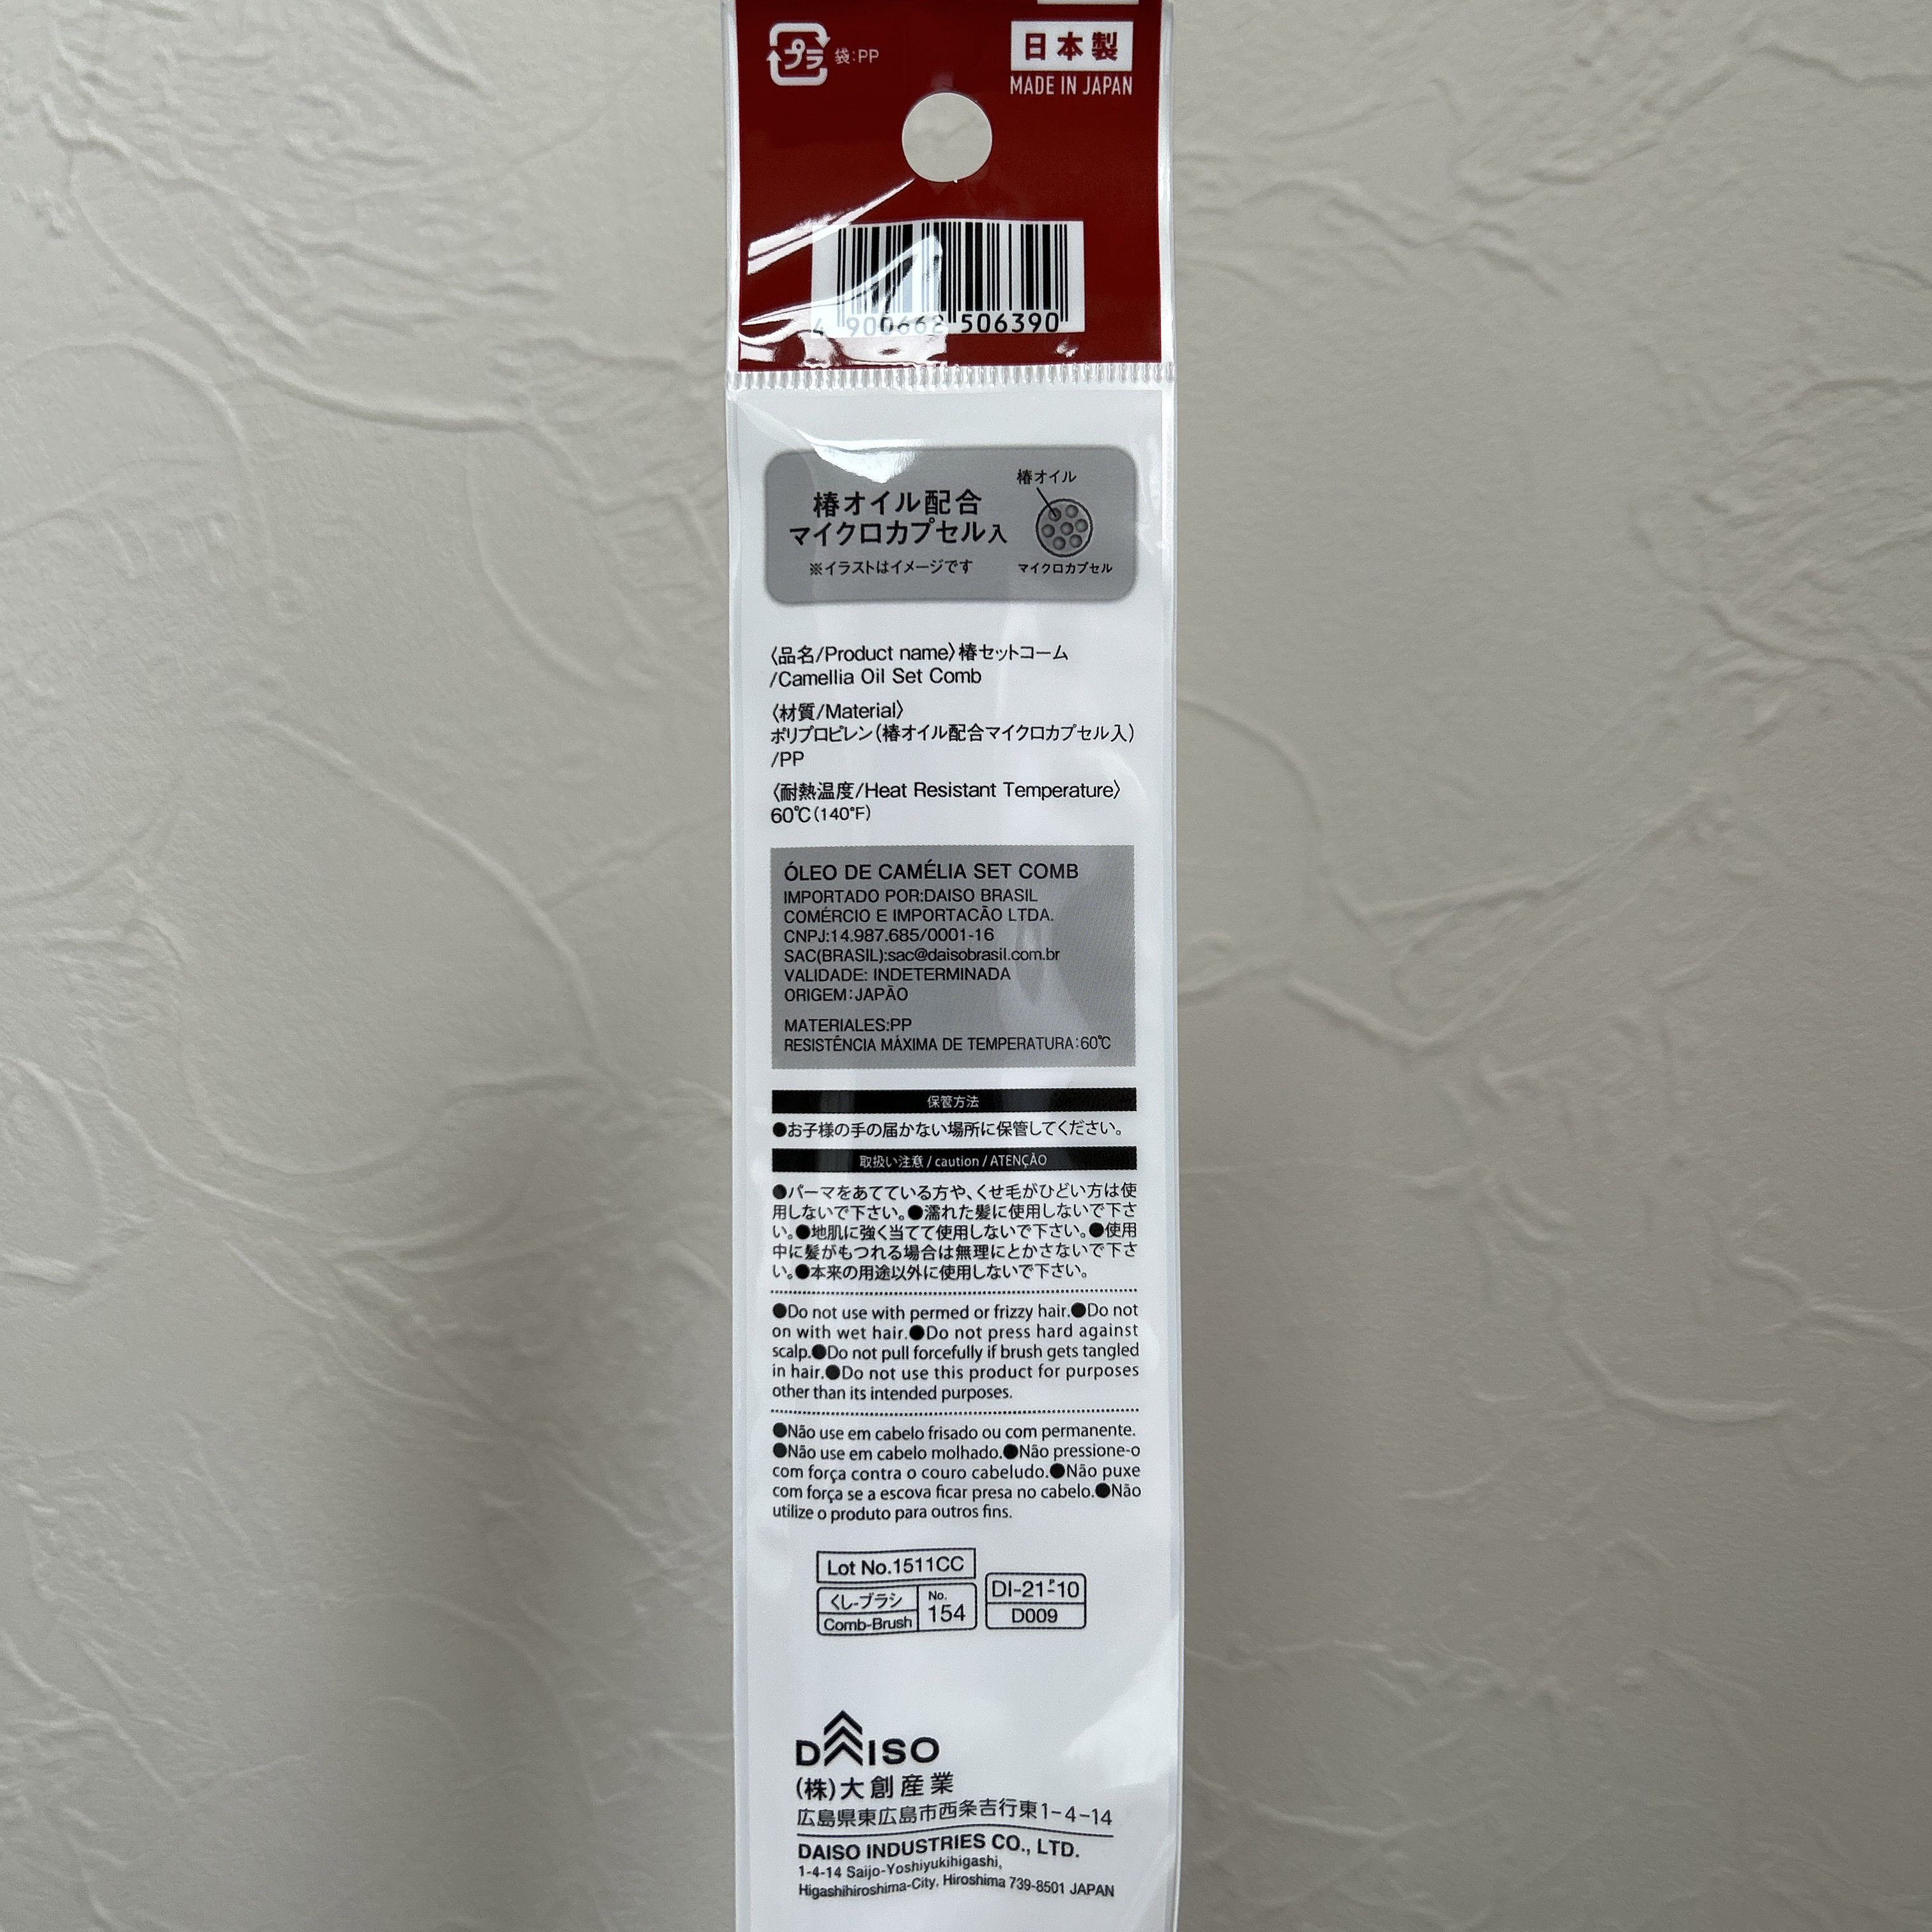 プラ 袋:PP
日本製
MADE IN JAPAN
4 900662 506390
椿オイル配合
マイクロカプセル入
※イラストはイメージです
椿オイル
マイクロカプセル
〈品名/Product name〉椿セットコーム
/Camellia Oil Set Comb
〈材質/Material〉
ポリプロピレン(椿オイル配合マイクロカプセル入)
/PP
〈耐熱温度/Heat Resistant Temperature〉
60℃(140°F)
ÓLEO DE CAMÉLIA SET COMB
IMPORTADO POR:DAISO BRASIL
COMÉRCIO E IMPORTACÃO LTDA.
CNPJ:14.987.685/0001-16
SAC(BRASIL):sac@daisobrasil.com.br
VALIDADE: INDETERMINADA
ORIGEM:JAPÃO
MATERIALES:PP
RESISTÊNCIA MÁXIMA DE TEMPERATURA:60℃
保管方法
●お子様の手の届かない場所に保管してください。
取扱い注意 / caution / ATENÇÃO
●パーマをあてている方や、くせ毛がひどい方は使
用しないで下さい。●濡れた髪に使用しないで下さ
い。●地肌に強く当てて使用しないで下さい。●使用
中に髪がもつれる場合は無理にとかさないで下さ
い。●本来の用途以外に使用しないで下さい。
●Do not use with permed or frizzy hair.●Do not
on with wet hair.●Do not press hard against
scalp.●Do not pull forcefully if brush gets tangled
in hair.●Do not use this product for purposes
other than its intended purposes.
●Não use em cabelo frisado ou com permanente.
●Não use em cabelo molhado.●Não pressione-o
com força contra o couro cabeludo.●Não puxe
com força se a escova ficar presa no cabelo.●Não
utilize o produto para outros fins.
Lot No.1511CC
くし-ブラシ
Comb-Brush
No.
154
DI-21-P-10
D009
DAISO
(株)大創産業
広島県東広島市西条吉行東1-4-14
DAISO INDUSTRIES CO., LTD.
1-4-14 Saijo-Yoshiyukihigashi,
Higashihiroshima-City, Hiroshima 739-8501 JAPAN